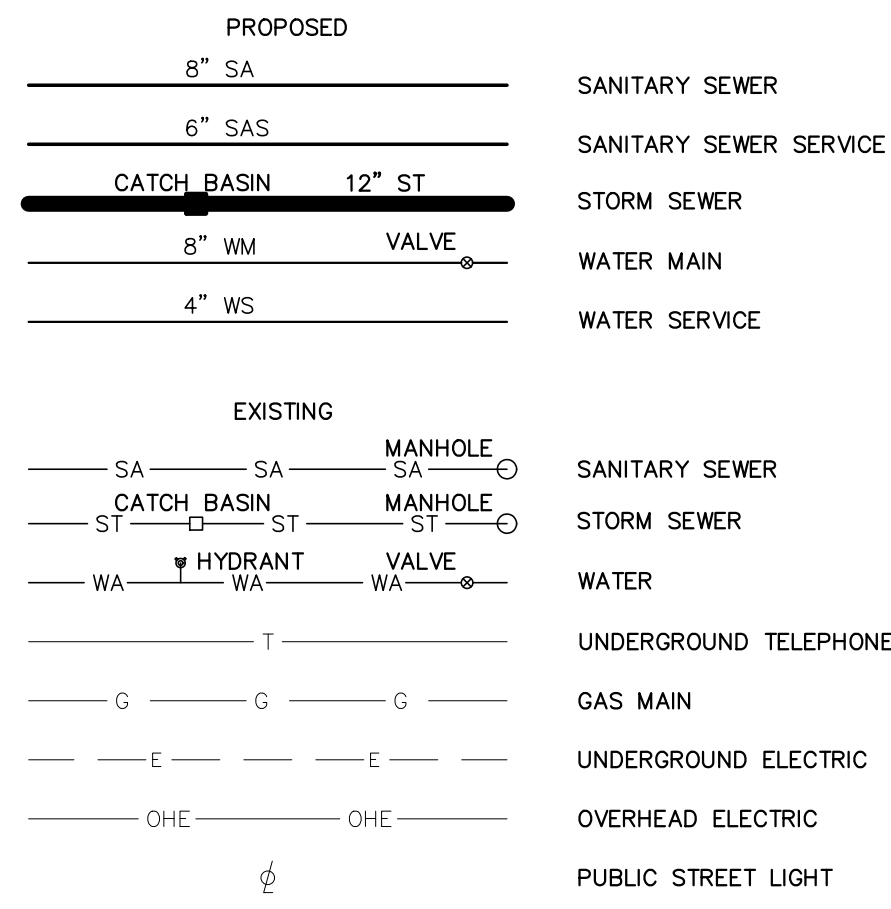 PROPOSED
8” SA
SANITARY SEWER
6” SAS
SANITARY SEWER SERVICE
CATCH BASIN 12” ST
STORM SEWER
8” WM VALVE
WATER MAIN
4” WS
WATER SERVICE
EXISTING
MANHOLE
SA SA SA
SANITARY SEWER
CATCH BASIN MANHOLE
ST ST ST
STORM SEWER
HYDRANT VALVE
WA WA WA
WATER
T
UNDERGROUND TELEPHONE
G G G
GAS MAIN
E E
UNDERGROUND ELECTRIC
OHE OHE
OVERHEAD ELECTRIC
PUBLIC STREET LIGHT